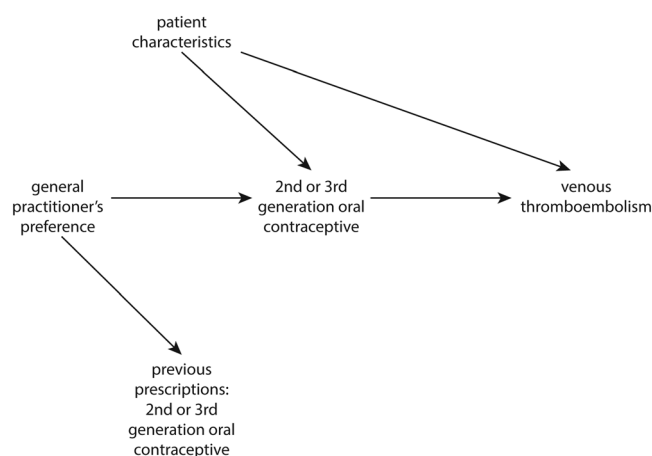 patient
characteristics
general
practitioner's
preference
2nd or 3rd
generation oral
contraceptive
venous
thromboembolism
previous
prescriptions:
2nd or 3rd
generation oral
contraceptive